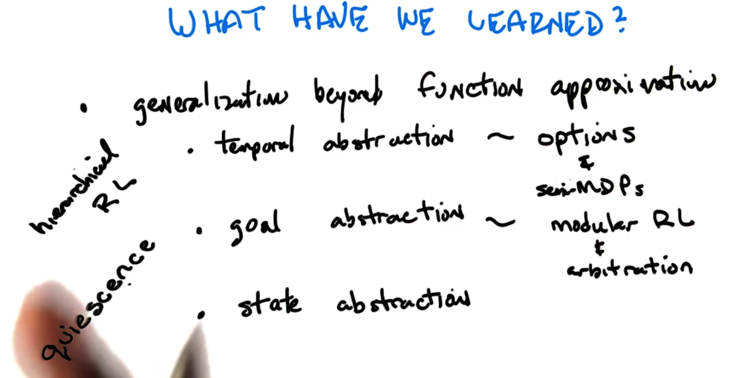 WHAT HAVE WE LEARNED?
• generalization beyond function approximation
• temporal abstraction ~ options
&
semi-MDPs
hierarchical
RL
• goal abstraction ~ modular RL
&
arbitration
quiescence
• state abstraction